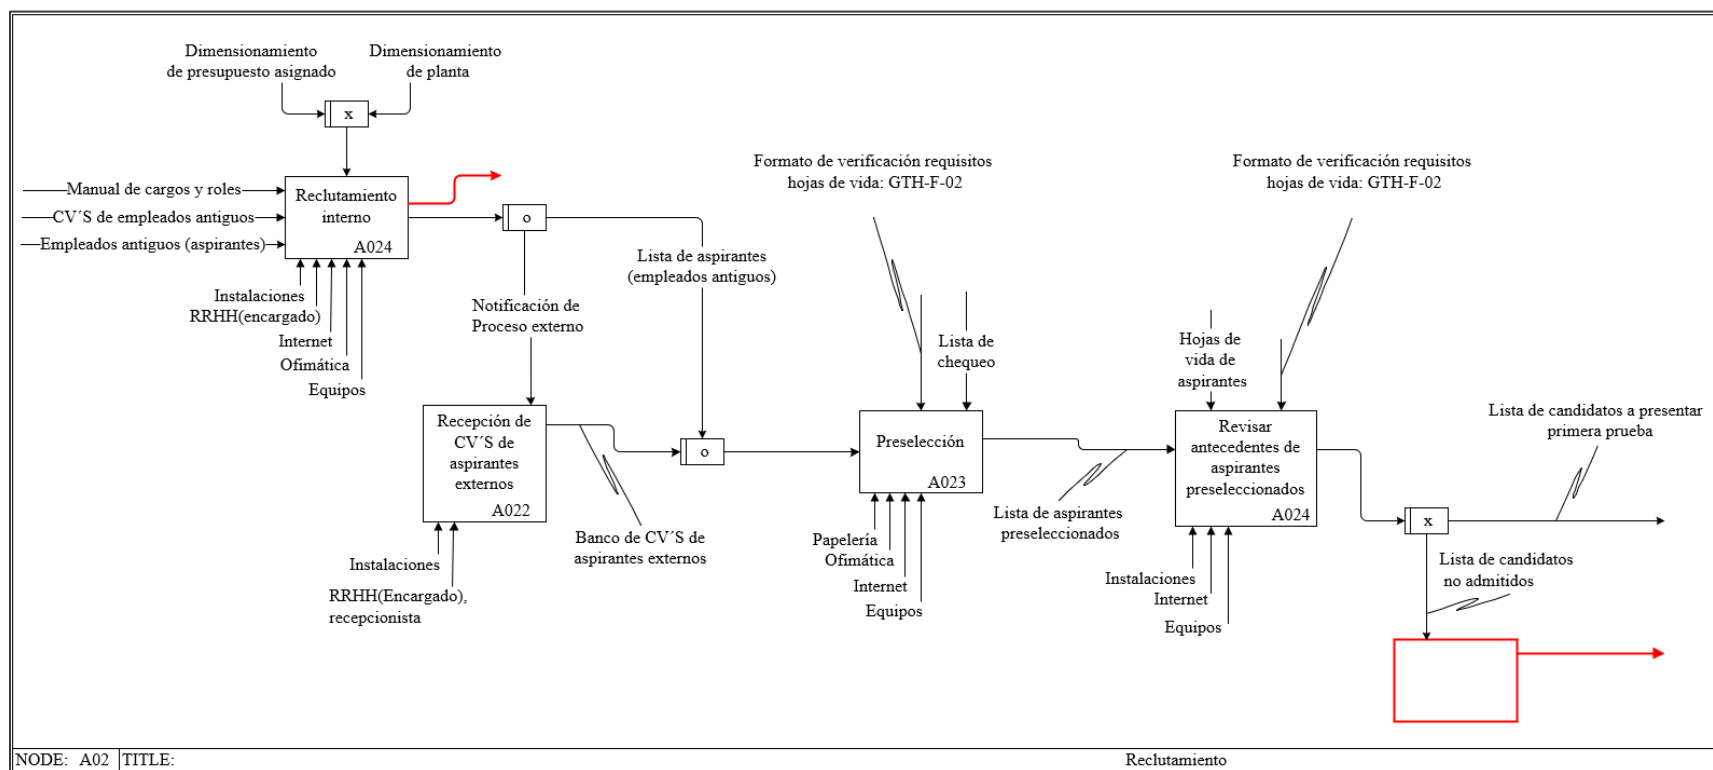 Dimensionamiento
de presupuesto asignado
Dimensionamiento
de planta
x
Manual de cargos y roles
CV´S de empleados antiguos
Empleados antiguos (aspirantes)
Reclutamiento
interno
A024
Instalaciones
RRHH(encargado)
Internet
Ofimática
Equipos
o
Lista de aspirantes
(empleados antiguos)
Notificación de
Proceso externo
Recepción de
CV´S de
aspirantes
externos
A022
Instalaciones
RRHH(Encargado),
recepcionista
Banco de CV´S de
aspirantes externos
o
Formato de verificación requisitos
hojas de vida: GTH-F-02
Lista de
chequeo
Preselección
A023
Papelería
Ofimática
Internet
Equipos
Lista de aspirantes
preseleccionados
Formato de verificación requisitos
hojas de vida: GTH-F-02
Hojas de
vida de
aspirantes
Revisar
antecedentes de
aspirantes
preseleccionados
A024
Instalaciones
Internet
Equipos
x
Lista de candidatos a presentar
primera prueba
Lista de candidatos
no admitidos
NODE: A02 TITLE: Reclutamiento